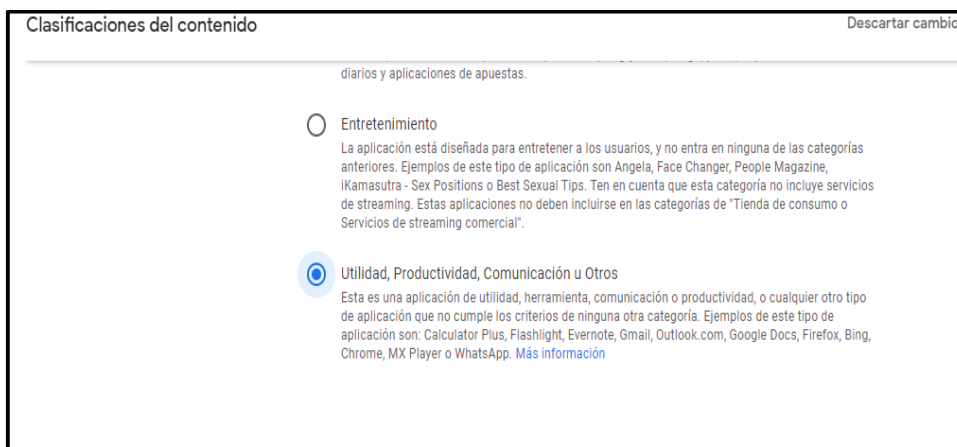 Clasificaciones del contenido
Descartar cambio
diarios y aplicaciones de apuestas.
Entretenimiento
La aplicación está diseñada para entretener a los usuarios, y no entra en ninguna de las categorías
anteriores. Ejemplos de este tipo de aplicación son Angela, Face Changer, People Magazine,
iKamasutra - Sex Positions o Best Sexual Tips. Ten en cuenta que esta categoría no incluye servicios
de streaming. Estas aplicaciones no deben incluirse en las categorías de "Tienda de consumo o
Servicios de streaming comercial".
Utilidad, Productividad, Comunicación u Otros
Esta es una aplicación de utilidad, herramienta, comunicación o productividad, o cualquier otro tipo
de aplicación que no cumple los criterios de ninguna otra categoría. Ejemplos de este tipo de
aplicación son: Calculator Plus, Flashlight, Evernote, Gmail, Outlook.com, Google Docs, Firefox, Bing,
Chrome, MX Player o WhatsApp. Más información